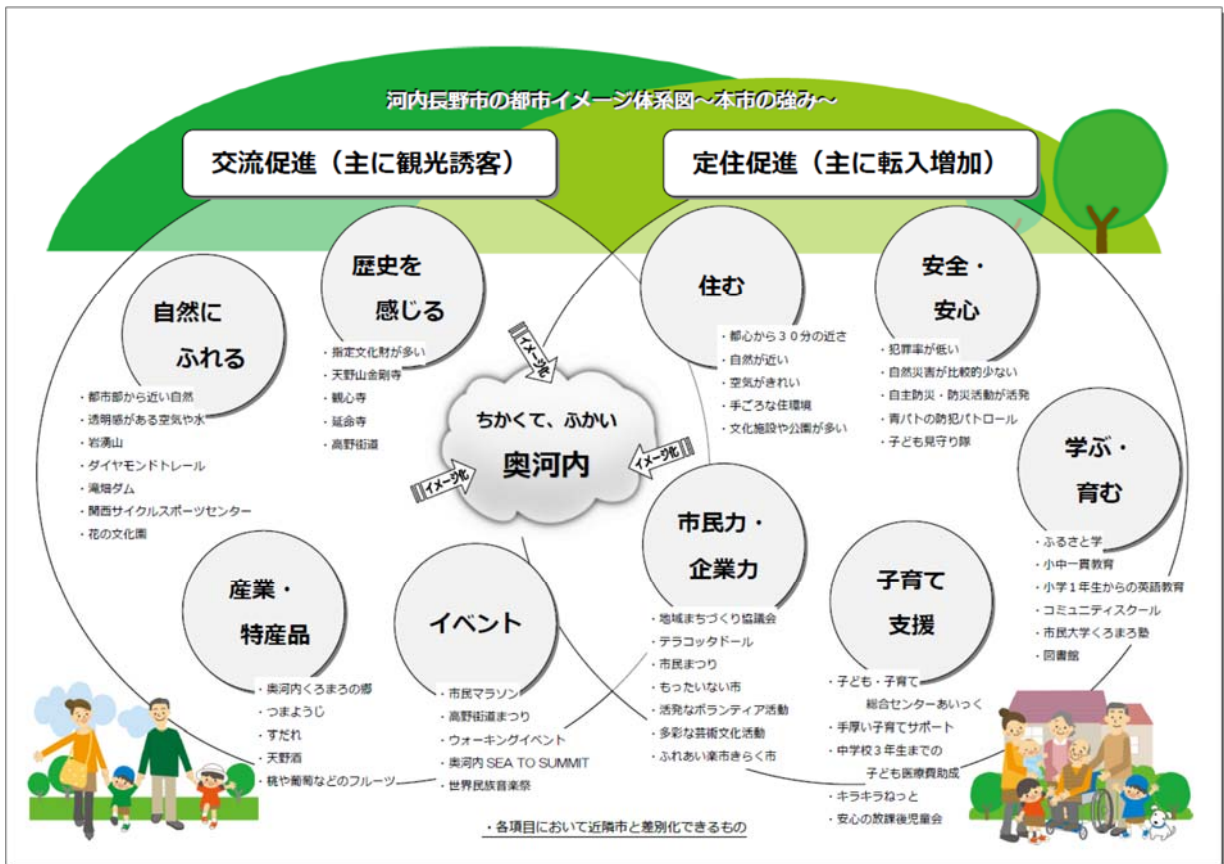 河内長野市の都市イメージ体系図～本市の強み～
交流促進（主に観光誘客）
定住促進（主に転入増加）
自然に
ふれる
・都市部から近い自然
・透明感がある空気や水
・岩湧山
・ダイヤモンドトレール
・滝畑ダム
・関西サイクルスポーツセンター
・花の文化園
歴史を
感じる
・指定文化財が多い
・天野山金剛寺
・観心寺
・延命寺
・高野街道
産業・
特産品
・奥河内くろまろの郷
・つまようじ
・すだれ
・天野酒
・桃や葡萄などのフルーツ
イベント
・市民マラソン
・高野街道まつり
・ウォーキングイベント
・奥河内 SEA TO SUMMIT
・世界民族音楽祭
イメージ化
イメージ化
イメージ化
ちかくて、ふかい
奥河内
住む
・都心から３０分の近さ
・自然が近い
・空気がきれい
・手ごろな住環境
・文化施設や公園が多い
安全・
安心
・犯罪率が低い
・自然災害が比較的少ない
・自主防災・防災活動が活発
・青パトの防犯パトロール
・子ども見守り隊
市民力・
企業力
・地域まちづくり協議会
・テラコッタドール
・市民まつり
・もったいない市
・活発なボランティア活動
・多彩な芸術文化活動
・ふれあい楽市きらく市
子育て
支援
・子ども・子育て
総合センターあいっく
・手厚い子育てサポート
・中学校３年生までの
子ども医療費助成
・キラキラねっと
・安心の放課後児童会
学ぶ・
育む
・ふるさと学
・小中一貫教育
・小学１年生からの英語教育
・コミュニティスクール
・市民大学くろまろ塾
・図書館
・各項目において近隣市と差別化できるもの